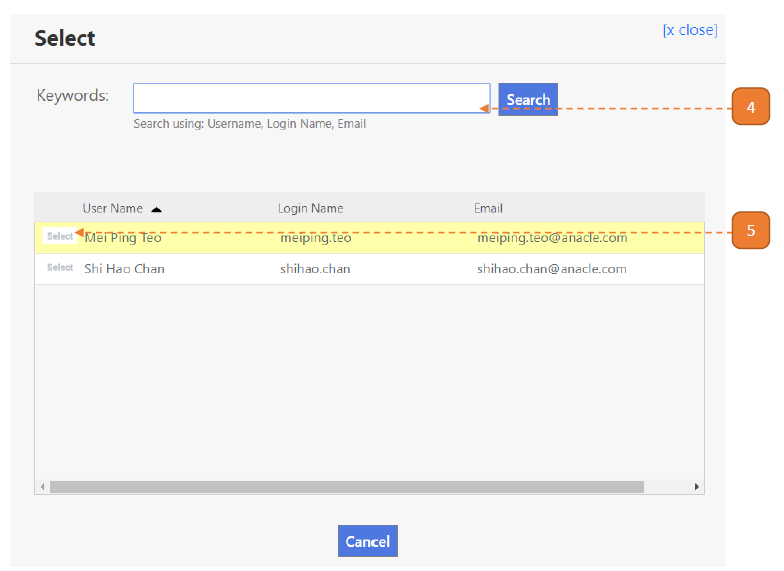 Select
[x close]
Keywords:
Search
4
Search using: Username, Login Name, Email
User Name Login Name Email
Select Mei Ping Teo meiping.teo meiping.teo@anacle.com
5
Select Shi Hao Chan shihao.chan shihao.chan@anacle.com
Cancel